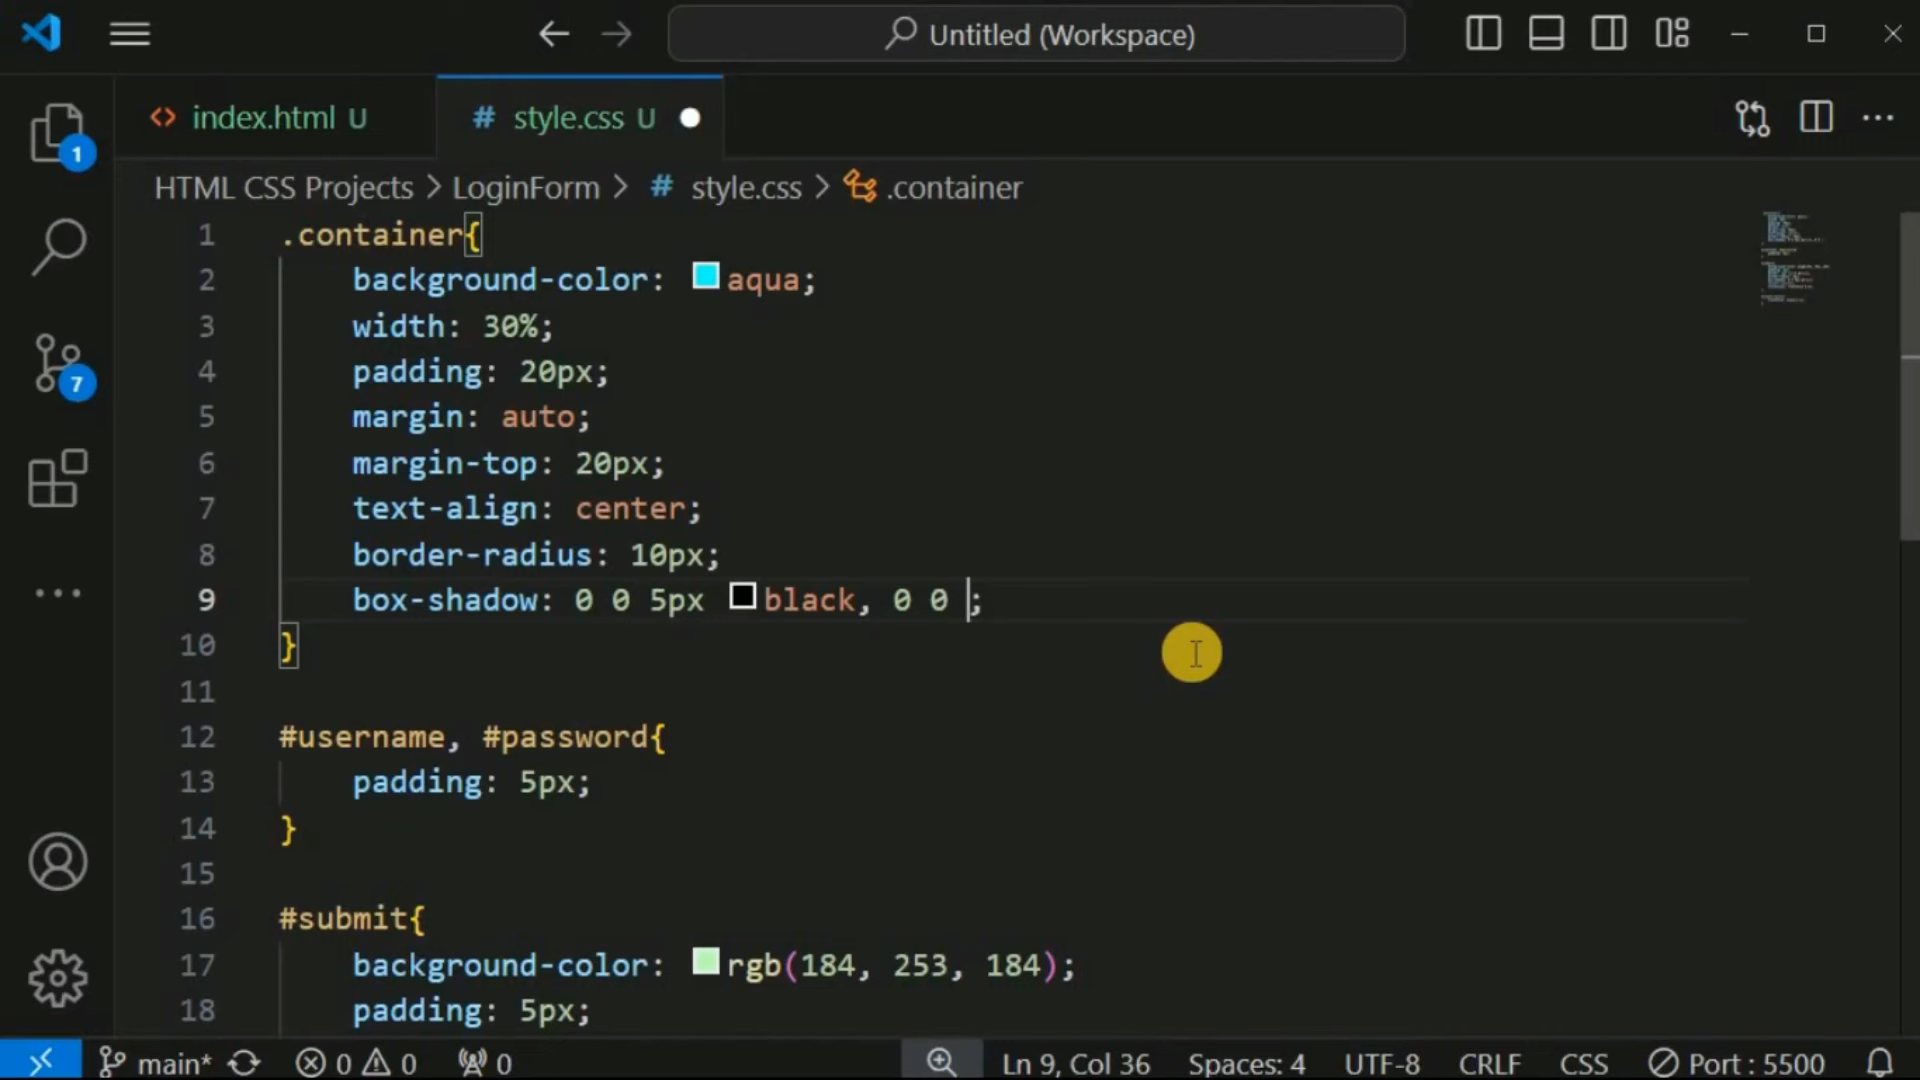 Untitled (Workspace)
index.html U
# style.css U
1
HTML CSS Projects > LoginForm > # style.css > .container
1 .container{
2 background-color: aqua;
3 width: 30%;
4 padding: 20px;
5 margin: auto;
6 margin-top: 20px;
7 text-align: center;
8 border-radius: 10px;
9 box-shadow: 0 0 5px black, 0 0 ;
10 }
11
12 #username, #password{
13 padding: 5px;
14 }
15
16 #submit{
17 background-color: rgb(184, 253, 184);
18 padding: 5px;
7
main* 0 0 0 Ln 9, Col 36 Spaces: 4 UTF-8 CRLF CSS Port : 5500